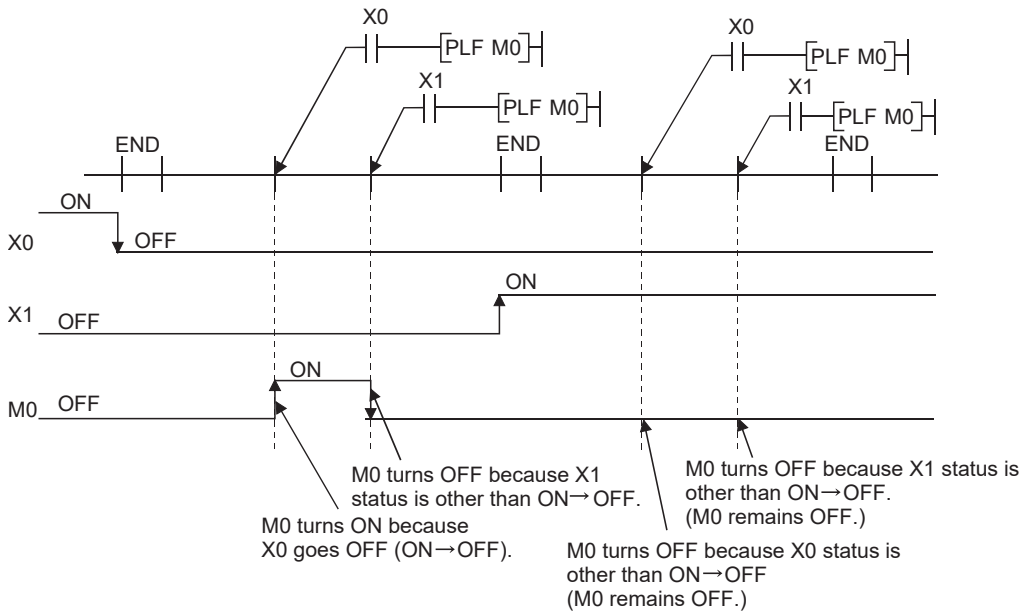 X0
[PLF M0]
X0
[PLF M0]
X1
[PLF M0]
X1
[PLF M0]
END
END
END
ON
X0
OFF
ON
X1
OFF
ON
M0
OFF
M0 turns OFF because X1
status is other than ON→OFF.
M0 turns ON because
X0 goes OFF (ON→OFF).
M0 turns OFF because X1 status is
other than ON→OFF.
(M0 remains OFF.)
M0 turns OFF because X0 status is
other than ON→OFF
(M0 remains OFF.)